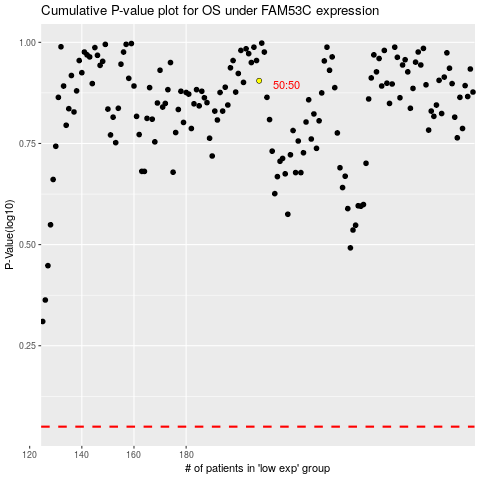 Cumulative P-value plot for OS under FAM53C expression
P-Value(log10)
1.00
0.75
0.50
0.25
50:50
120 140 160 180
# of patients in 'low exp' group